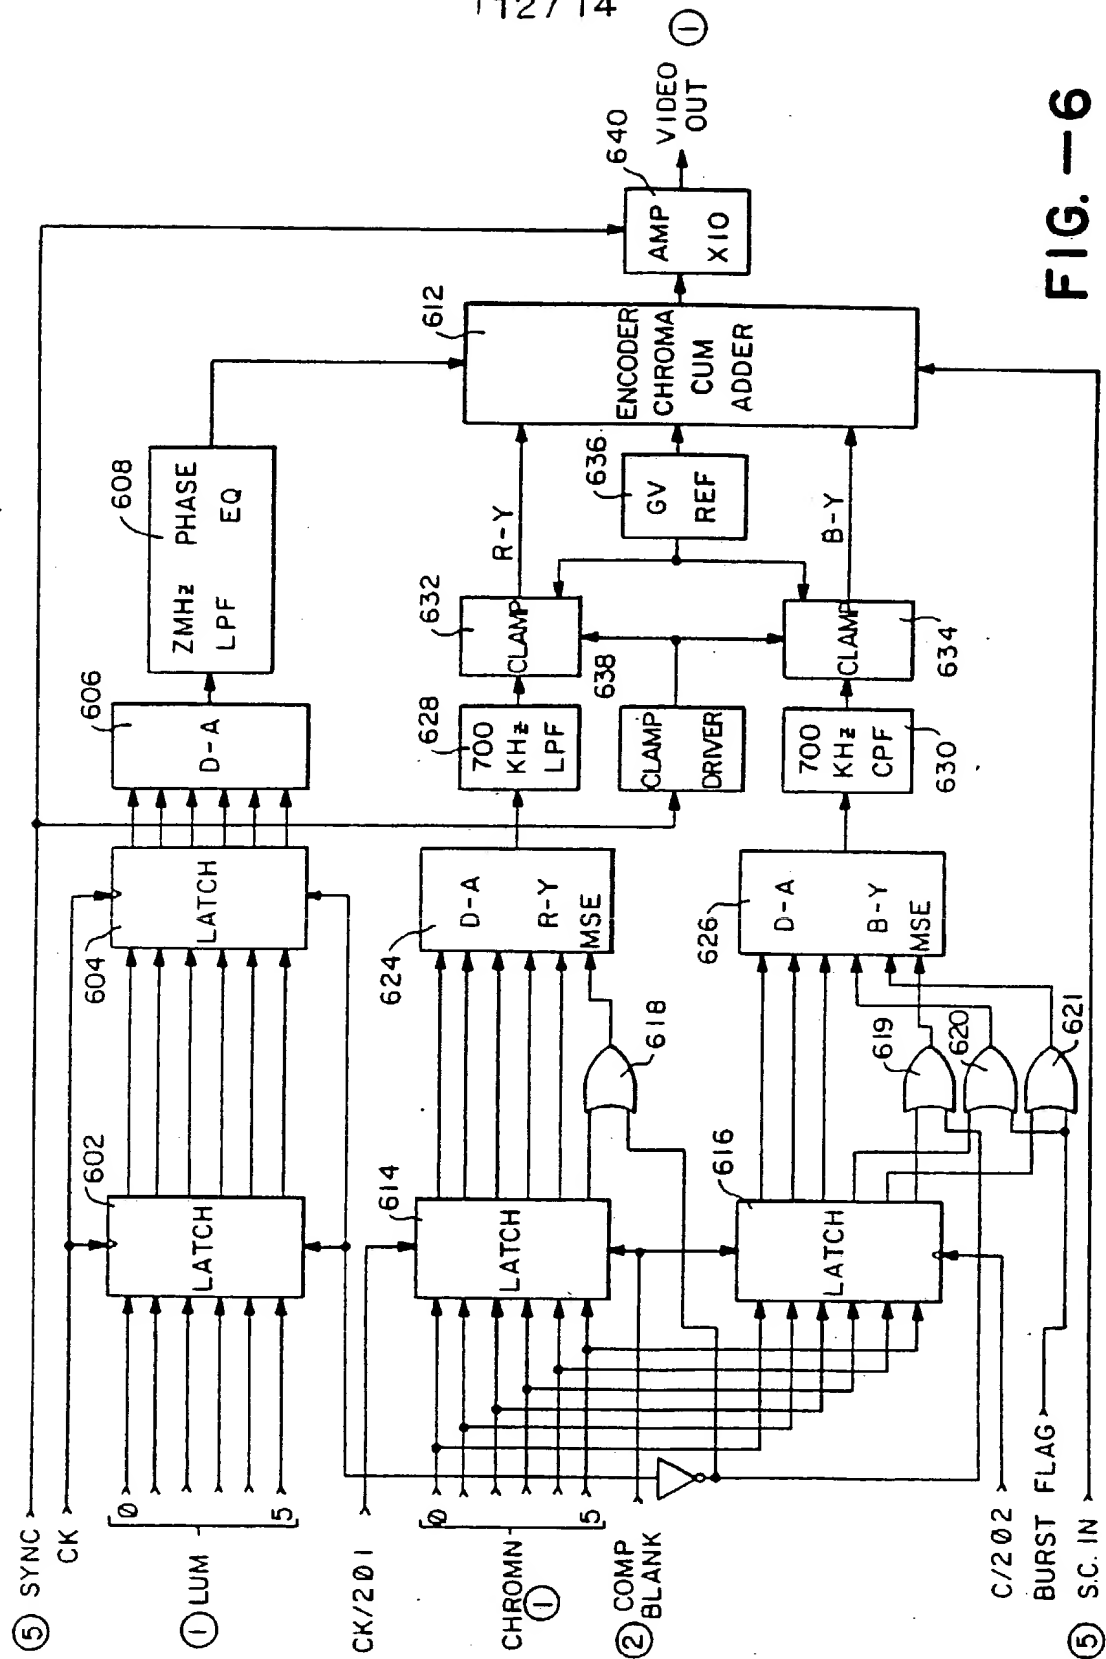 112/14
⑤ SYNC
CK
① LUM
0
5
CK/201
CHROMN
①
0
5
② COMP
BLANK
C/202
BURST FLAG
⑤ S.C. IN
602
LATCH
604
LATCH
606
D-A
608
ZMHz PHASE
LPF EQ
614
LATCH
616
LATCH
618
619
620
621
624
D-A
R-Y
MSE
626
D-A
B-Y
MSE
628
700
KHz
LPF
630
700
KHz
CPF
632
CLAMP
634
CLAMP
638
CLAMP
DRIVER
636
GV
REF
R-Y
B-Y
612
ENCODER
CHROMA
CUM
ADDER
640
AMP
X10
VIDEO
OUT
①
FIG.—6